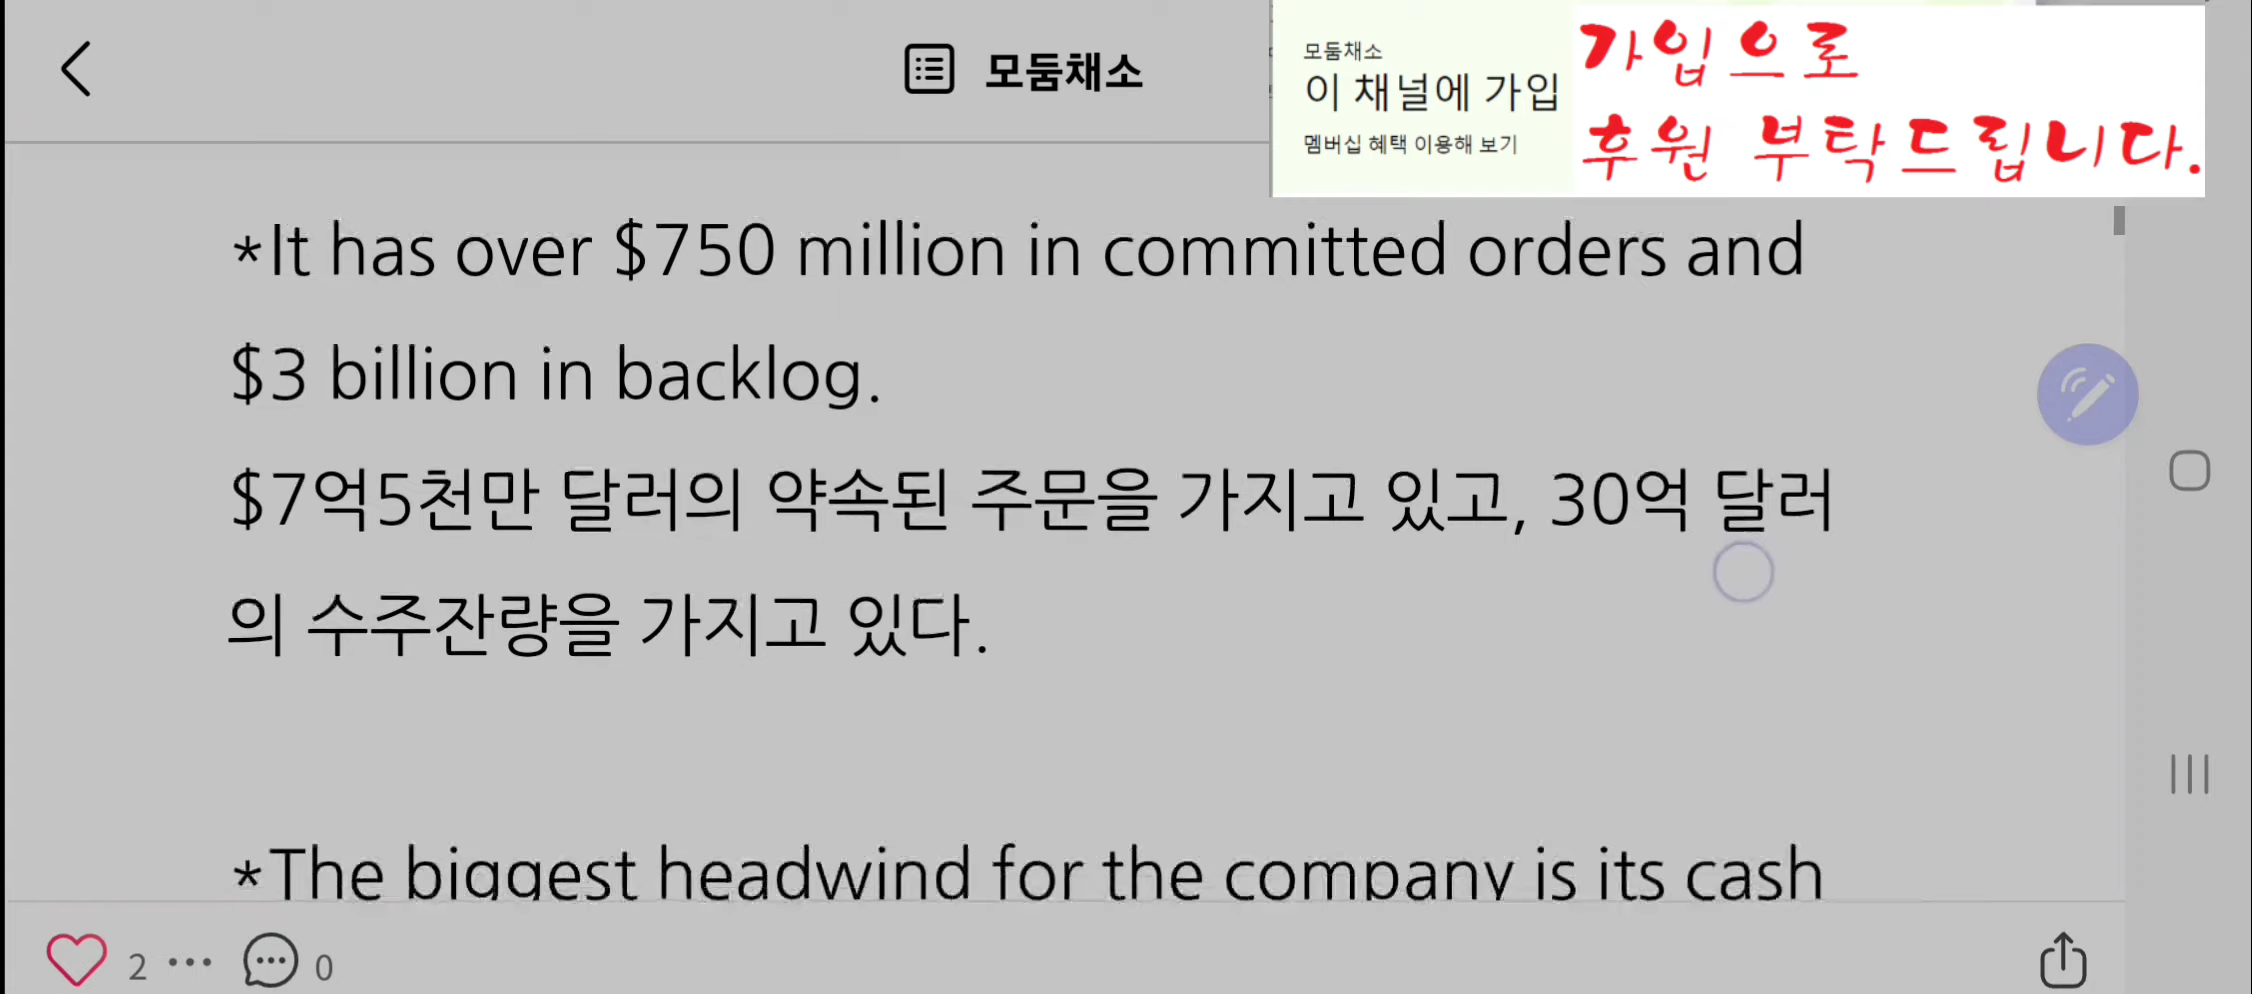 모둠채소
모둠채소
이 채널에 가입
멤버십 혜택 이용해 보기
가입으로
후원 부탁드립니다.
*It has over $750 million in committed orders and
$3 billion in backlog.
$7억5천만 달러의 약속된 주문을 가지고 있고, 30억 달러
의 수주잔량을 가지고 있다.
*The biggest headwind for the company is its cash
2
0